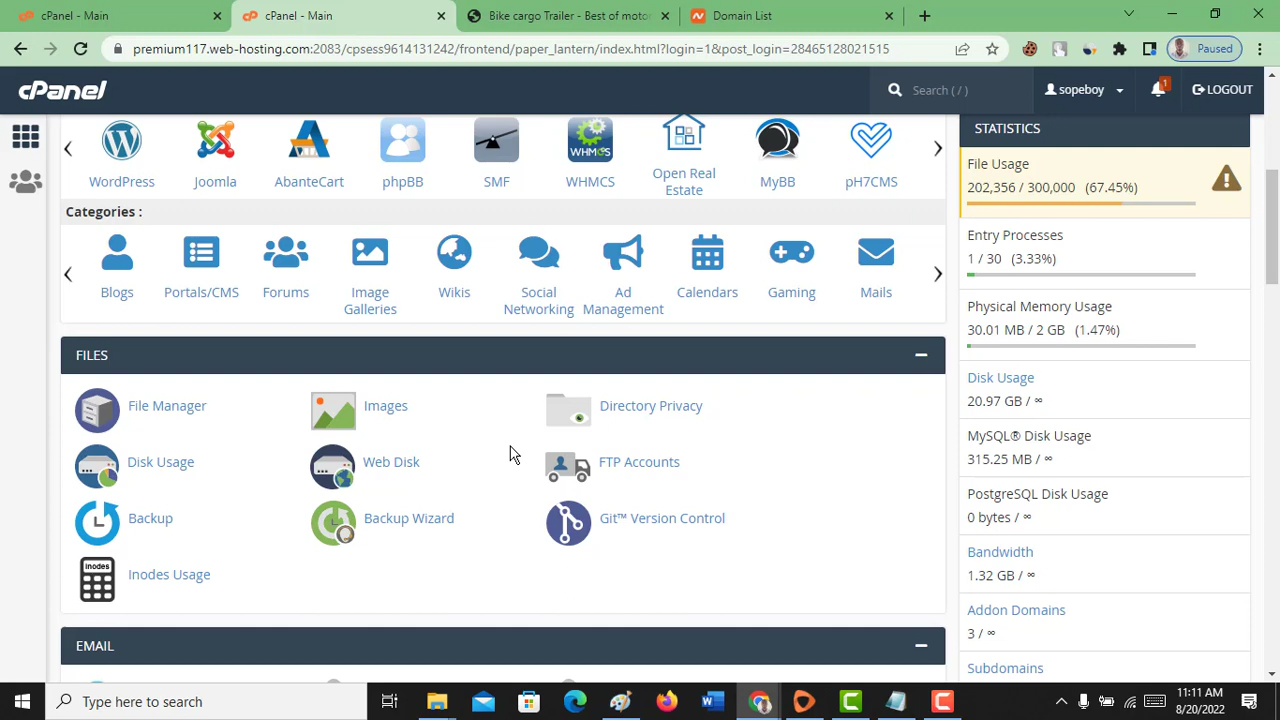 cPanel - Main
cPanel - Main
Bike cargo Trailer - Best of motor
Domain List
premium117.web-hosting.com:2083/cpsess9614131242/frontend/paper_lantern/index.html?login=1&post_login=28465128021515
Paused
cPanel
Search ( / )
sopeboy
1
LOGOUT
WordPress
Joomla
AbanteCart
phpBB
SMF
WHMCS
WHMCS
Open Real Estate
MyBB
pH7CMS
Categories :
Blogs
Portals/CMS
Forums
Image Galleries
Wikis
Social Networking
Ad Management
Calendars
Gaming
Mails
FILES
File Manager
Images
Directory Privacy
Disk Usage
Web Disk
FTP Accounts
Backup
Backup Wizard
Git™ Version Control
inodes
Inodes Usage
EMAIL
STATISTICS
File Usage
202,356 / 300,000 (67.45%)
Entry Processes
1 / 30 (3.33%)
Physical Memory Usage
30.01 MB / 2 GB (1.47%)
Disk Usage
20.97 GB / ∞
MySQL® Disk Usage
315.25 MB / ∞
PostgreSQL Disk Usage
0 bytes / ∞
Bandwidth
1.32 GB / ∞
Addon Domains
3 / ∞
Subdomains
Type here to search
11:11 AM
8/20/2022